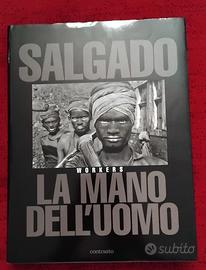 SALGADO
WORKERS
LA MANO
DELL'UOMO
contrasto
subito